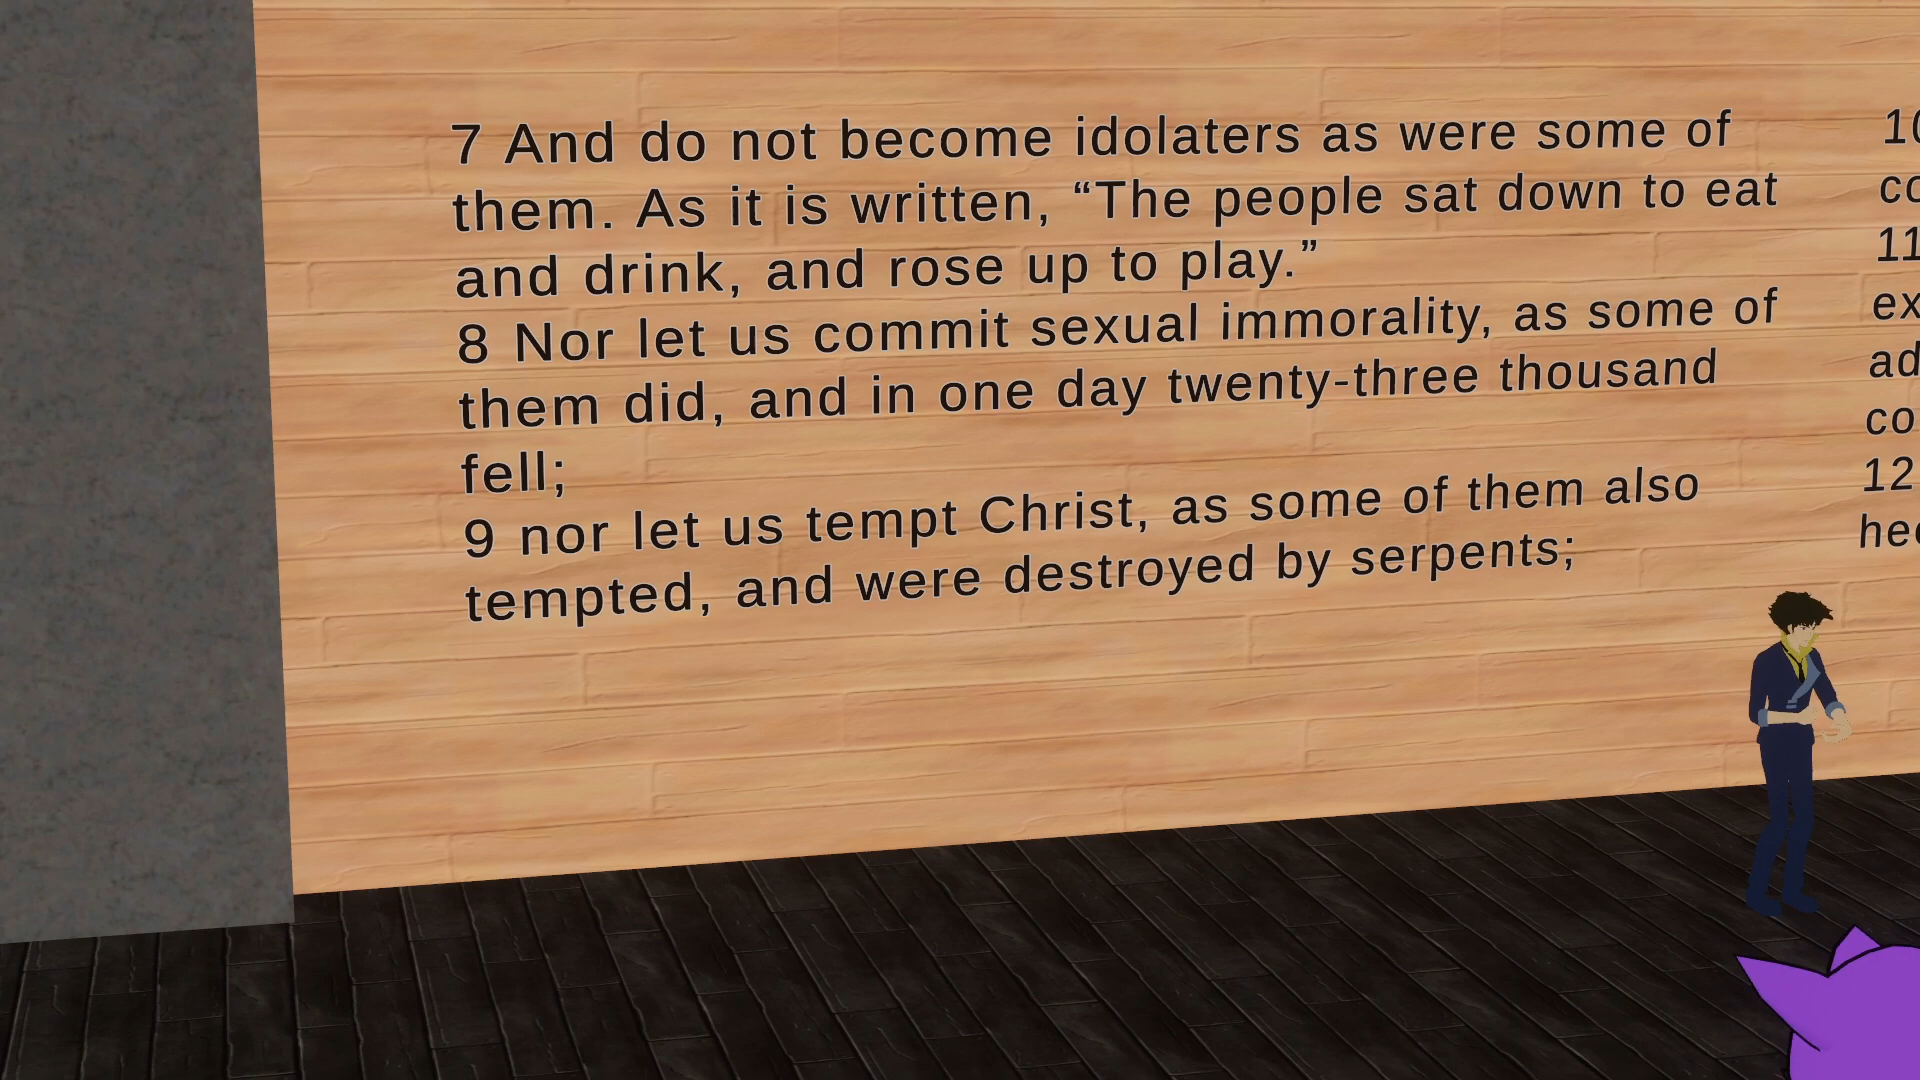 7 And do not become idolaters as were some of
them. As it is written, “The people sat down to eat
and drink, and rose up to play.”
8 Nor let us commit sexual immorality, as some of
them did, and in one day twenty-three thousand
fell;
9 nor let us tempt Christ, as some of them also
tempted, and were destroyed by serpents;
11
12